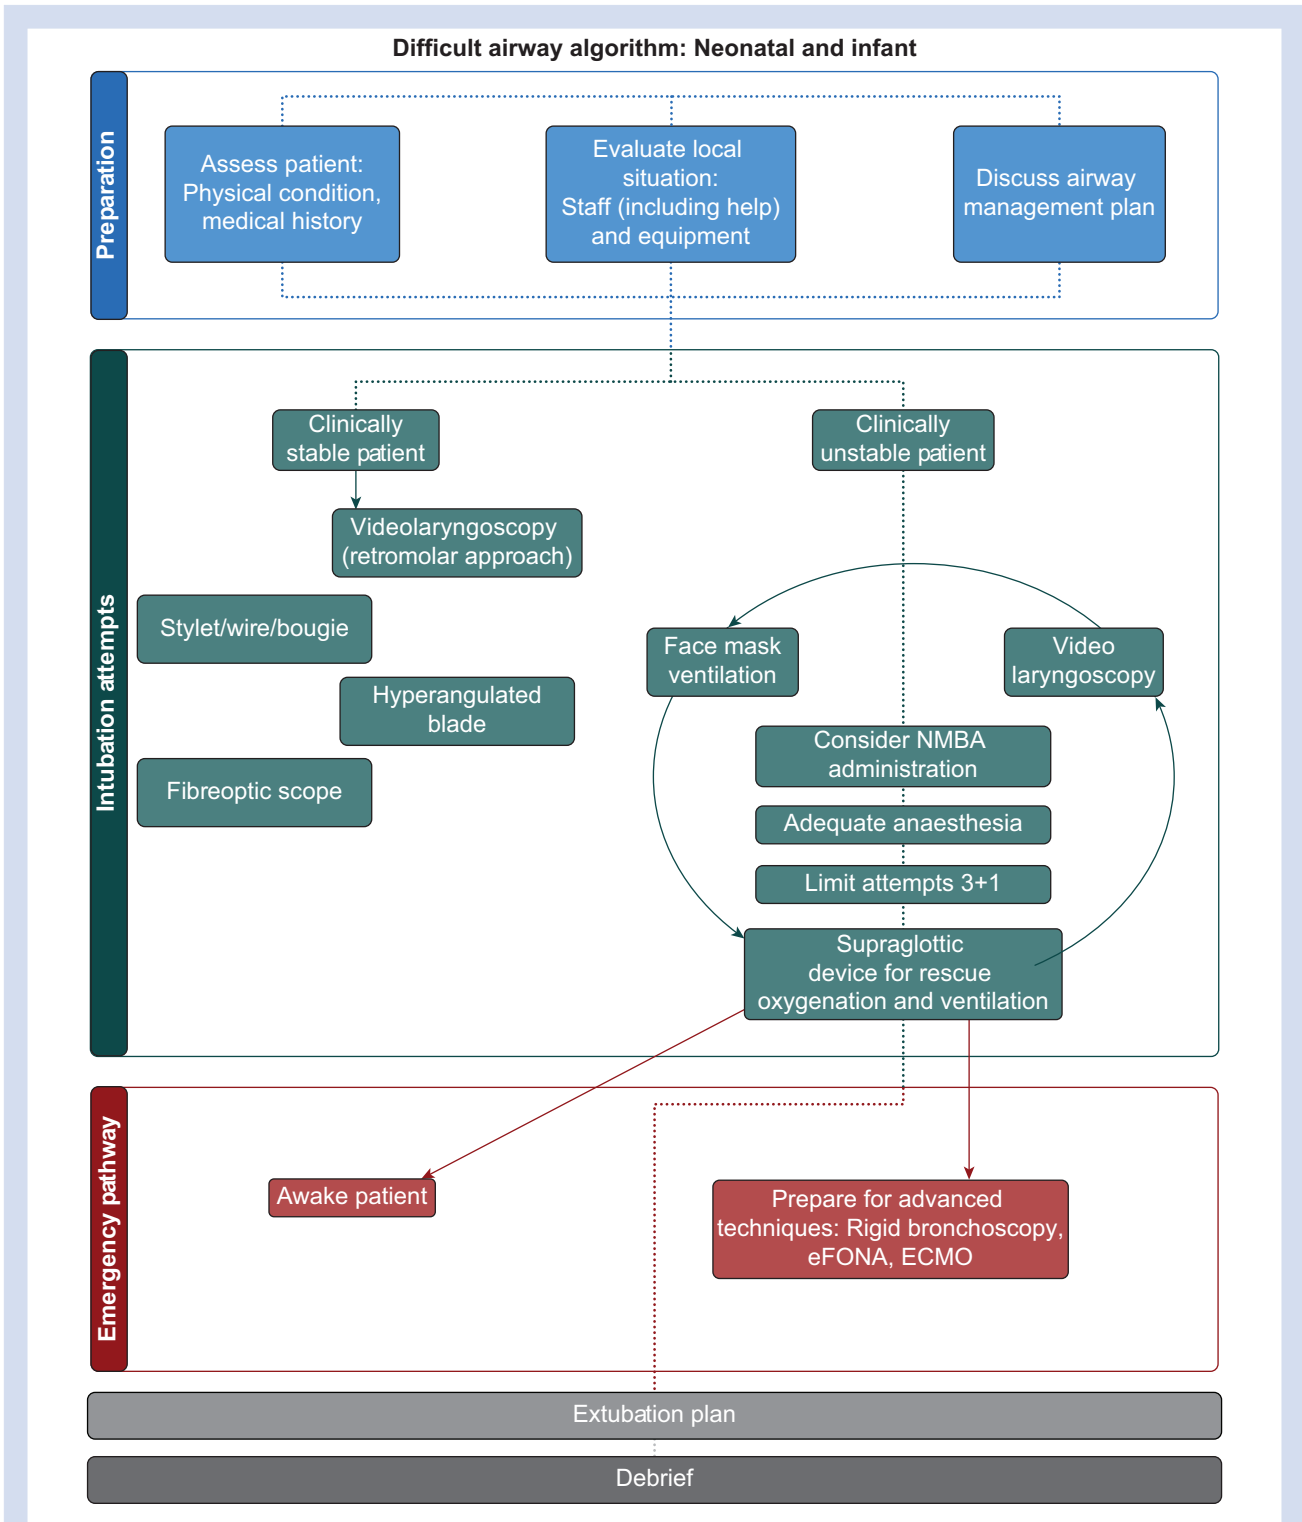 Difficult airway algorithm: Neonatal and infant
Preparation
Assess patient:
Physical condition,
medical history
Evaluate local
situation:
Staff (including help)
and equipment
Discuss airway
management plan
Intubation attempts
Clinically
stable patient
Videolaryngoscopy
(retromolar approach)
Stylet/wire/bougie
Hyperangulated
blade
Fibreoptic scope
Clinically
unstable patient
Face mask
ventilation
Video
laryngoscopy
Consider NMBA
administration
Adequate anaesthesia
Limit attempts 3+1
Supraglottic
device for rescue
oxygenation and ventilation
Emergency pathway
Awake patient
Prepare for advanced
techniques: Rigid bronchoscopy,
eFONA, ECMO
Extubation plan
Debrief